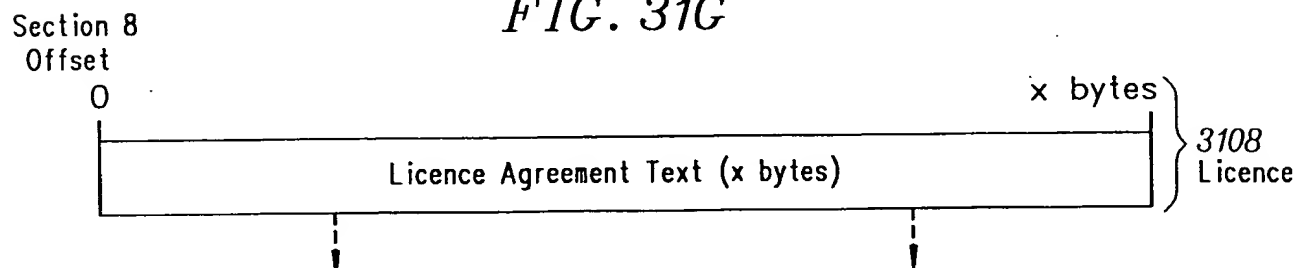 FIG. 31G
Section 8
Offset
0
x bytes
Licence Agreement Text (x bytes)
3108
Licence